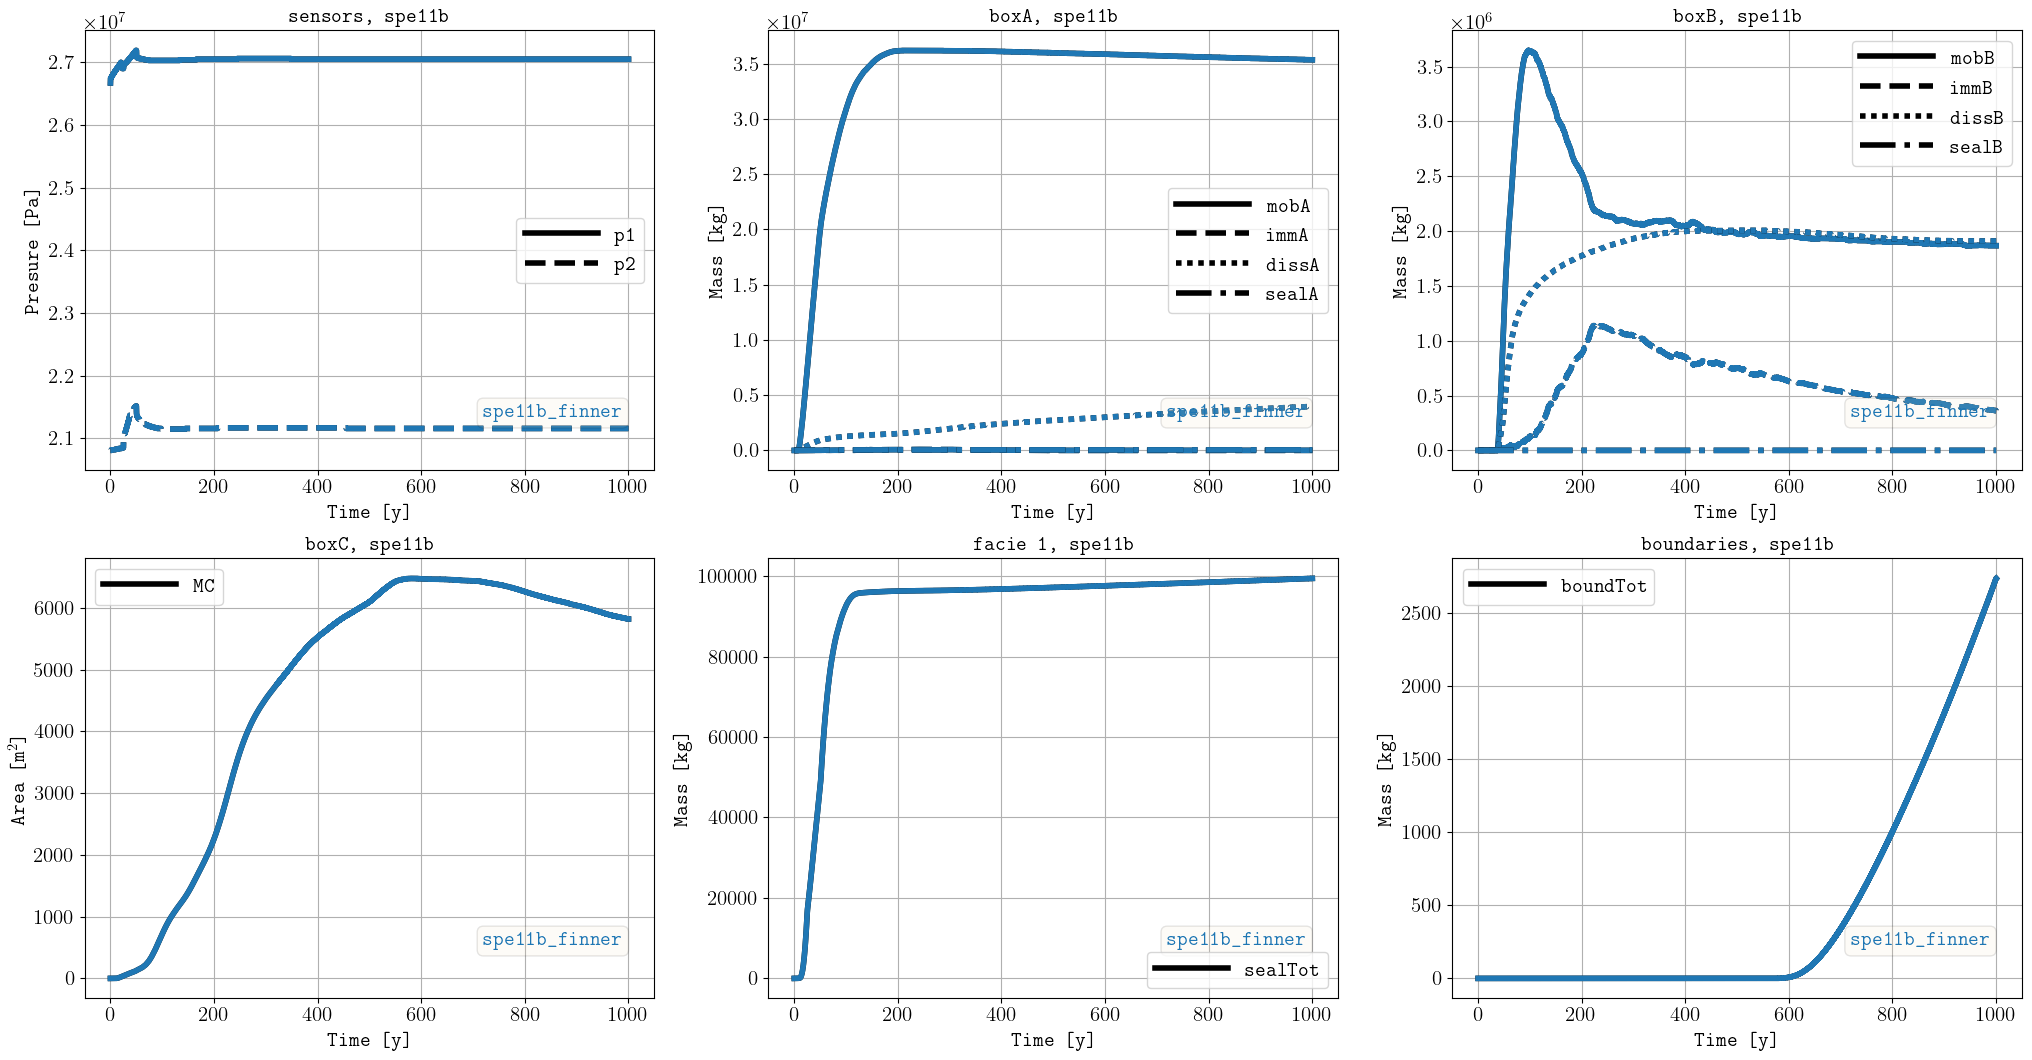 sensors, spe11b
×10⁷
2.7
2.6
2.5
2.4
2.3
2.2
2.1
Presure [Pa]
p1
p2
spe11b_finner
0 200 400 600 800 1000
Time [y]
boxA, spe11b
×10⁷
3.5
3.0
2.5
2.0
1.5
1.0
0.5
0.0
Mass [kg]
mobA
immA
dissA
sealA
spe11b_finner
0 200 400 600 800 1000
Time [y]
boxB, spe11b
×10⁶
3.5
3.0
2.5
2.0
1.5
1.0
0.5
0.0
Mass [kg]
mobB
immB
dissB
sealB
spe11b_finner
0 200 400 600 800 1000
Time [y]
boxC, spe11b
6000
5000
4000
3000
2000
1000
0
Area [m²]
MC
spe11b_finner
0 200 400 600 800 1000
Time [y]
facie 1, spe11b
100000
80000
60000
40000
20000
0
Mass [kg]
spe11b_finner
sealTot
0 200 400 600 800 1000
Time [y]
boundaries, spe11b
2500
2000
1500
1000
500
0
Mass [kg]
boundTot
spe11b_finner
0 200 400 600 800 1000
Time [y]